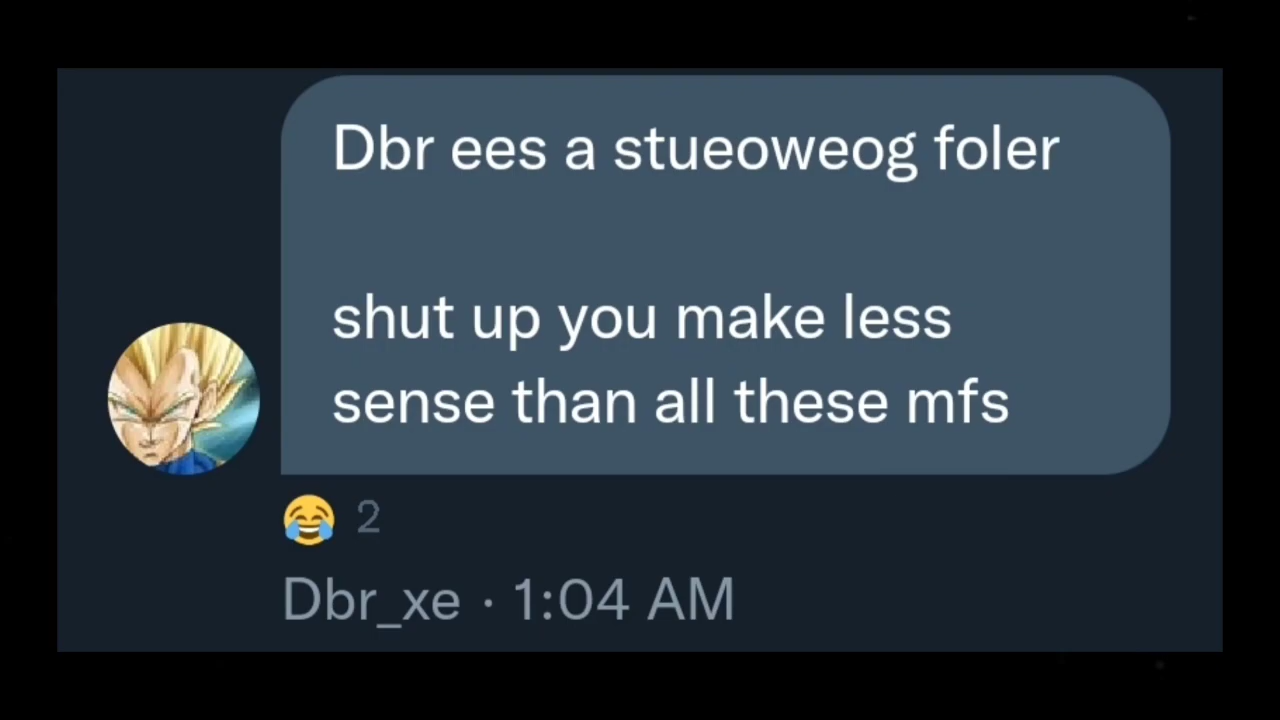 Dbr ees a stueoweog foler
shut up you make less
sense than all these mfs
😂 2
Dbr_xe · 1:04 AM